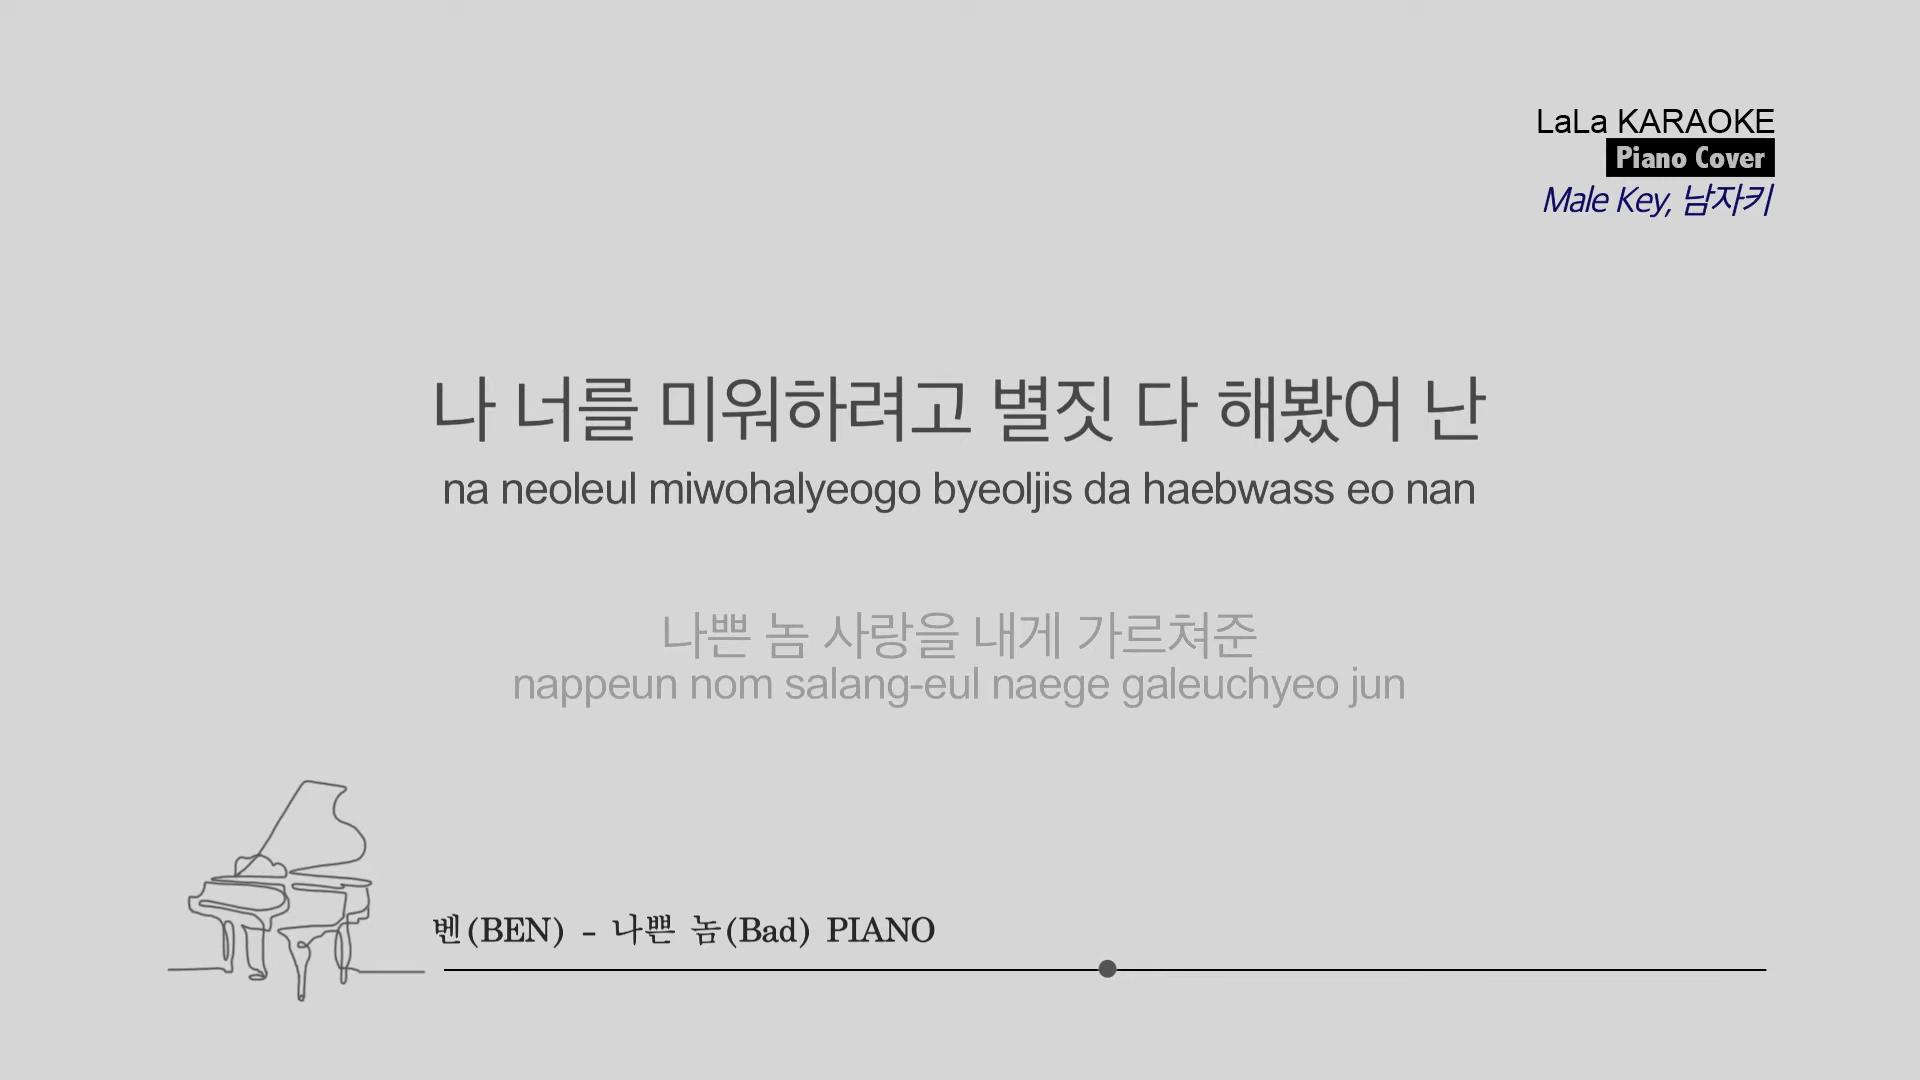 LaLa KARAOKE
Piano Cover
Male Key, 남자키
나 너를 미워하려고 별짓 다 해봤어 난
na neoleul miwohalyeogo byeoljis da haebwass eo nan
나쁜 놈 사랑을 내게 가르쳐준
nappeun nom salang-eul naege galeuchyeo jun
벤(BEN) - 나쁜 놈(Bad) PIANO